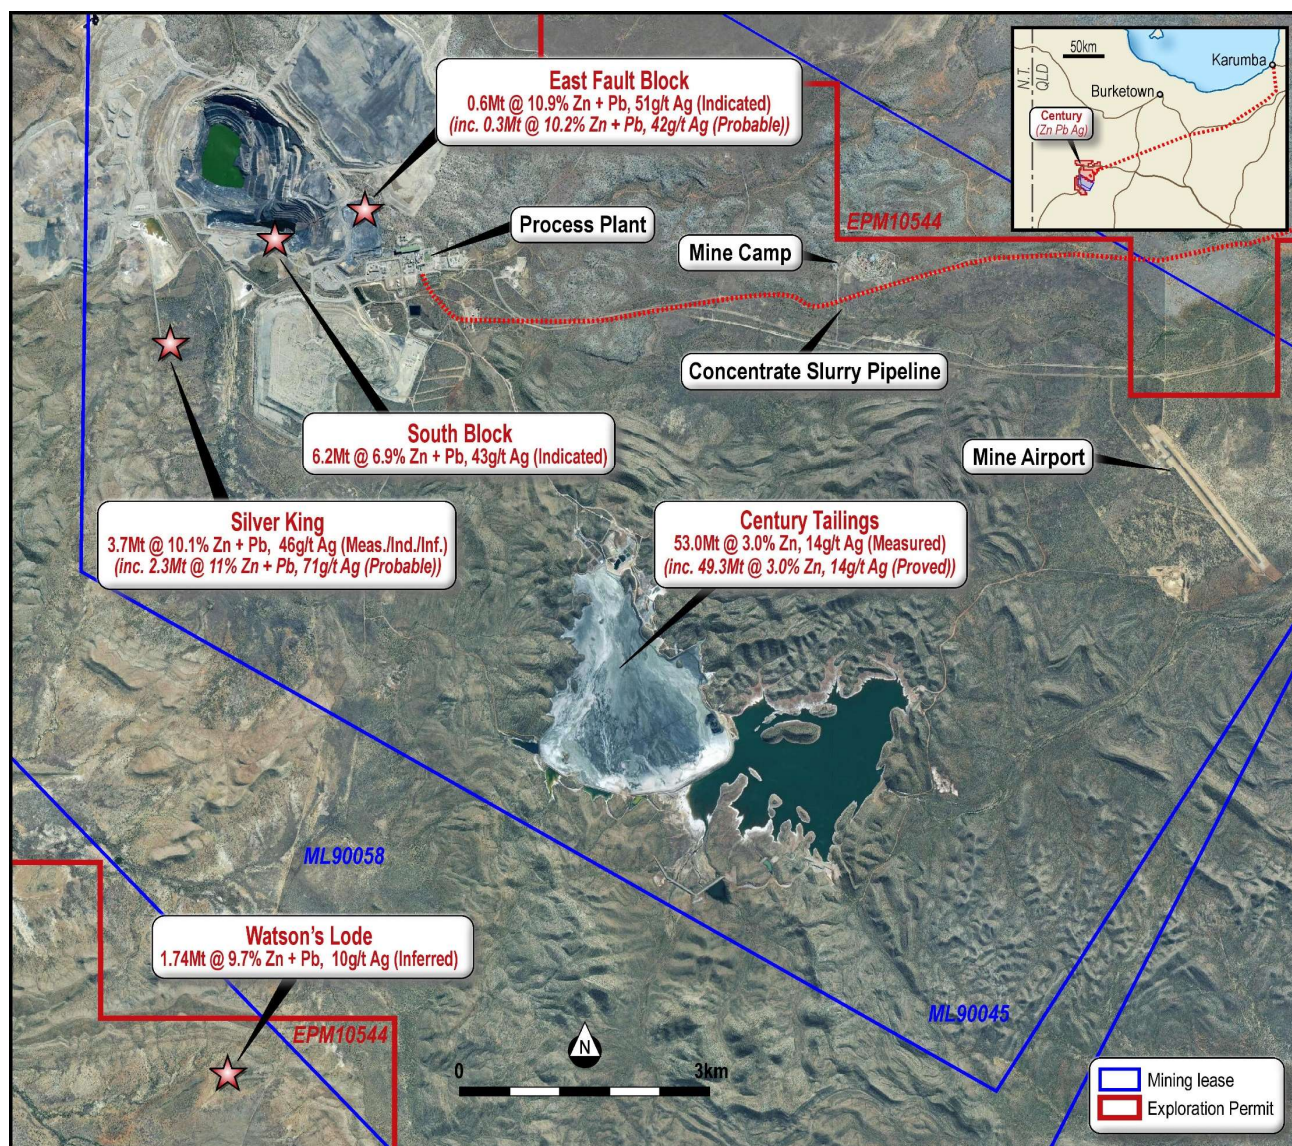 East Fault Block
0.6Mt @ 10.9% Zn + Pb, 51g/t Ag (Indicated)
(inc. 0.3Mt @ 10.2% Zn + Pb, 42g/t Ag (Probable))
50km
N.T.
QLD
Karumba
Burketown
Century
(Zn Pb Ag)
Process Plant
EPM10544
Mine Camp
Concentrate Slurry Pipeline
South Block
6.2Mt @ 6.9% Zn + Pb, 43g/t Ag (Indicated)
Mine Airport
Silver King
3.7Mt @ 10.1% Zn + Pb, 46g/t Ag (Meas./Ind./Inf.)
(inc. 2.3Mt @ 11% Zn + Pb, 71g/t Ag (Probable))
Century Tailings
53.0Mt @ 3.0% Zn, 14g/t Ag (Measured)
(inc. 49.3Mt @ 3.0% Zn, 14g/t Ag (Proved))
ML90058
Watson's Lode
1.74Mt @ 9.7% Zn + Pb, 10g/t Ag (Inferred)
EPM10544
ML90045
N
0 3km
Mining lease
Exploration Permit